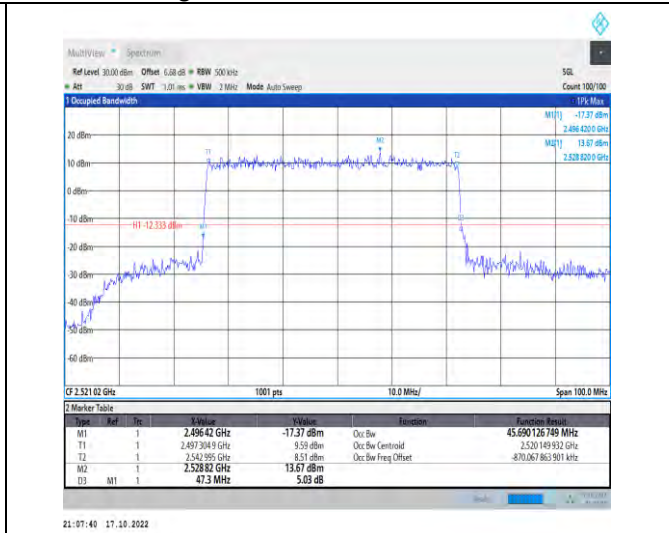 MultiView Spectrum
Ref Level 30.00 dBm Offset 6.68 dB RBW 500 kHz SGL
Att 30 dB SWT 1.01 ms VBW 2 MHz Mode Auto Sweep Count 100/100
1 Occupied Bandwidth 1Pk Max
M1[1] -17.37 dBm
2.496 420 0 GHz
M2[1] 13.67 dBm
2.528 820 0 GHz
20 dBm
T1 M2 T2
10 dBm
0 dBm
-10 dBm
H1 -12.333 dBm M1
-20 dBm
-30 dBm
-40 dBm
-50 dBm
-60 dBm
CF 2.521 02 GHz 1001 pts 10.0 MHz/ Span 100.0 MHz
2 Marker Table
Type Ref Trc X-Value Y-Value Function Function Result
M1 1 2.496 42 GHz -17.37 dBm Occ Bw 45.690 126 749 MHz
T1 1 2.497 304 9 GHz 9.59 dBm Occ Bw Centroid 2.520 149 932 GHz
T2 1 2.542 995 GHz 8.51 dBm Occ Bw Freq Offset -870.067 863 901 kHz
M2 1 2.528 82 GHz 13.67 dBm
D3 M1 1 47.3 MHz 5.03 dB
21:07:40 17.10.2022